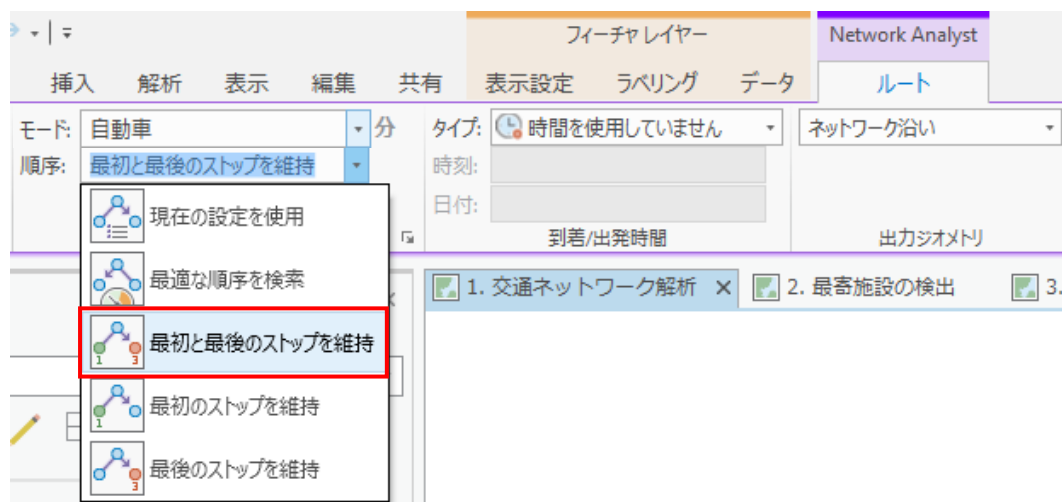 フィーチャ レイヤー
Network Analyst
挿入
解析
表示
編集
共有
表示設定
ラベリング
データ
ルート
モード: 自動車
分
タイプ: 時間を使用していません
ネットワーク沿い
順序: 最初と最後のストップを維持
時刻:
日付:
到着/出発時間
出力ジオメトリ
現在の設定を使用
最適な順序を検索
1 3 最初と最後のストップを維持
1 最初のストップを維持
3 最後のストップを維持
1. 交通ネットワーク解析
2. 最寄施設の検出
3.